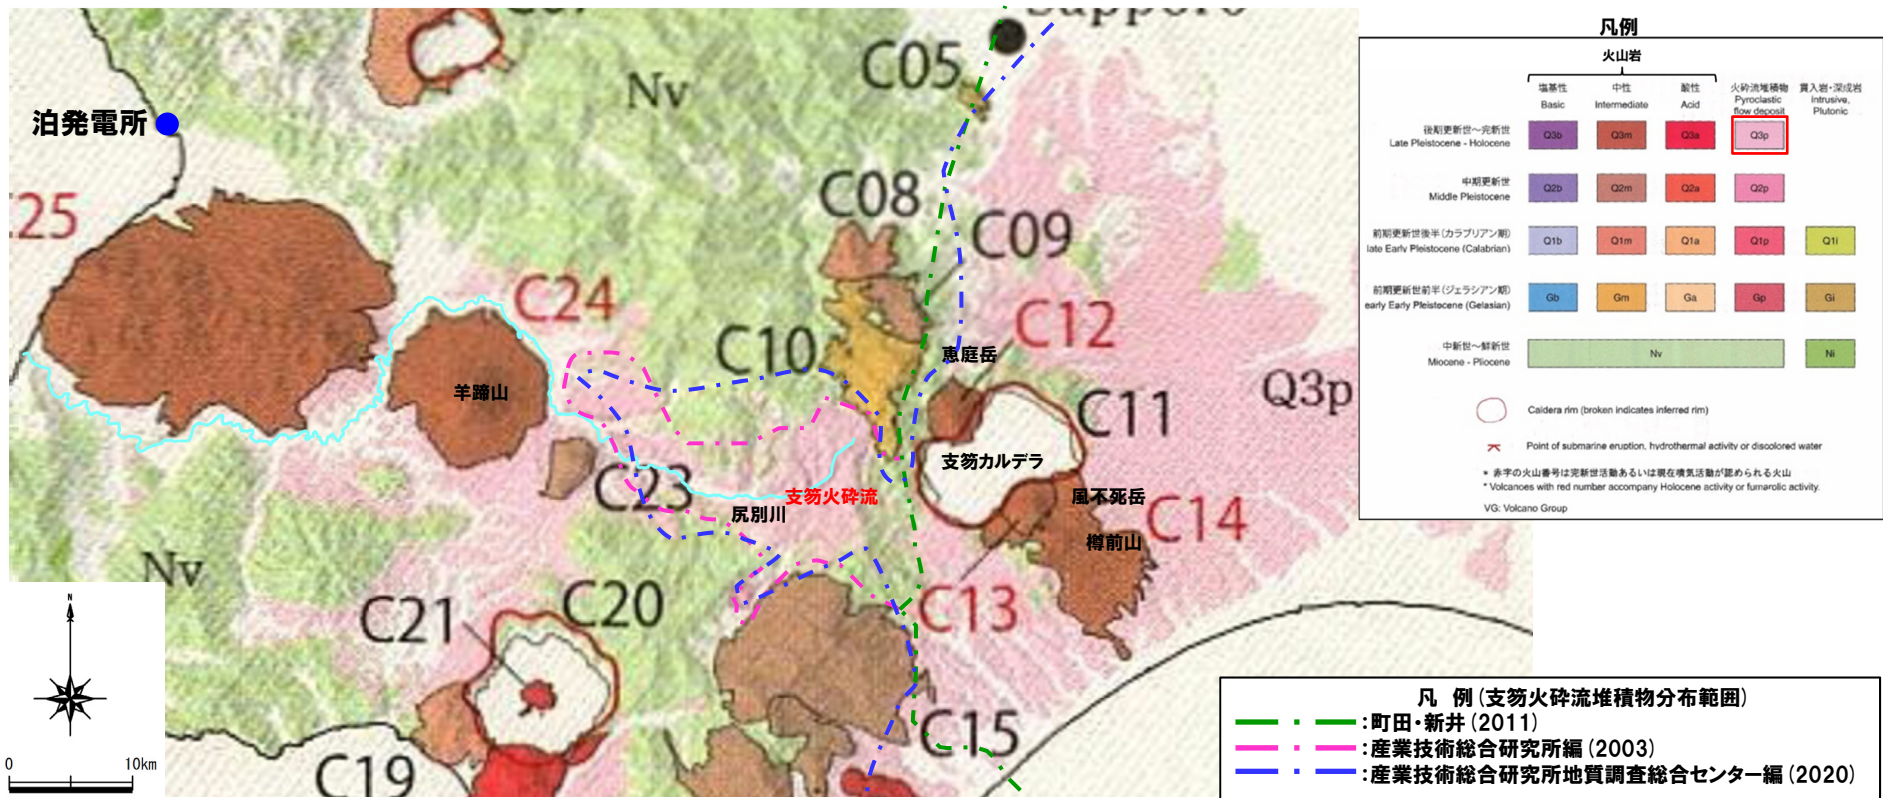 C07
Sapporo
C05
Nv
泊発電所
C08
C09
C25
C24
C12
C10
恵庭岳
羊蹄山
C11
Q3p
支笏カルデラ
C23
支笏火砕流
尻別川
風不死岳
C14
樽前山
Nv
C21
C20
C13
C15
C19
N
0 10km
凡例
火山岩
塩基性 中性 酸性 火砕流堆積物 貫入岩・深成岩
Basic Intermediate Acid Pyroclastic flow deposit Intrusive, Plutonic
後期更新世~完新世
Late Pleistocene - Holocene
Q3b Q3m Q3a Q3p
中期更新世
Middle Pleistocene
Q2b Q2m Q2a Q2p
前期更新世後半(カラブリアン期)
late Early Pleistocene (Calabrian)
Q1b Q1m Q1a Q1p Q1i
前期更新世前半(ジェラシアン期)
early Early Pleistocene (Gelasian)
Gb Gm Ga Gp Gi
中新世~鮮新世
Miocene - Pliocene
Nv Ni
Caldera rim (broken indicates inferred rim)
Point of submarine eruption, hydrothermal activity or discolored water
* 赤字の火山番号は完新世活動あるいは現在噴気活動が認められる火山
* Volcanoes with red number accompany Holocene activity or fumarolic activity.
VG: Volcano Group
凡 例(支笏火砕流堆積物分布範囲)
:町田・新井(2011)
:産業技術総合研究所編(2003)
:産業技術総合研究所地質調査総合センター編(2020)